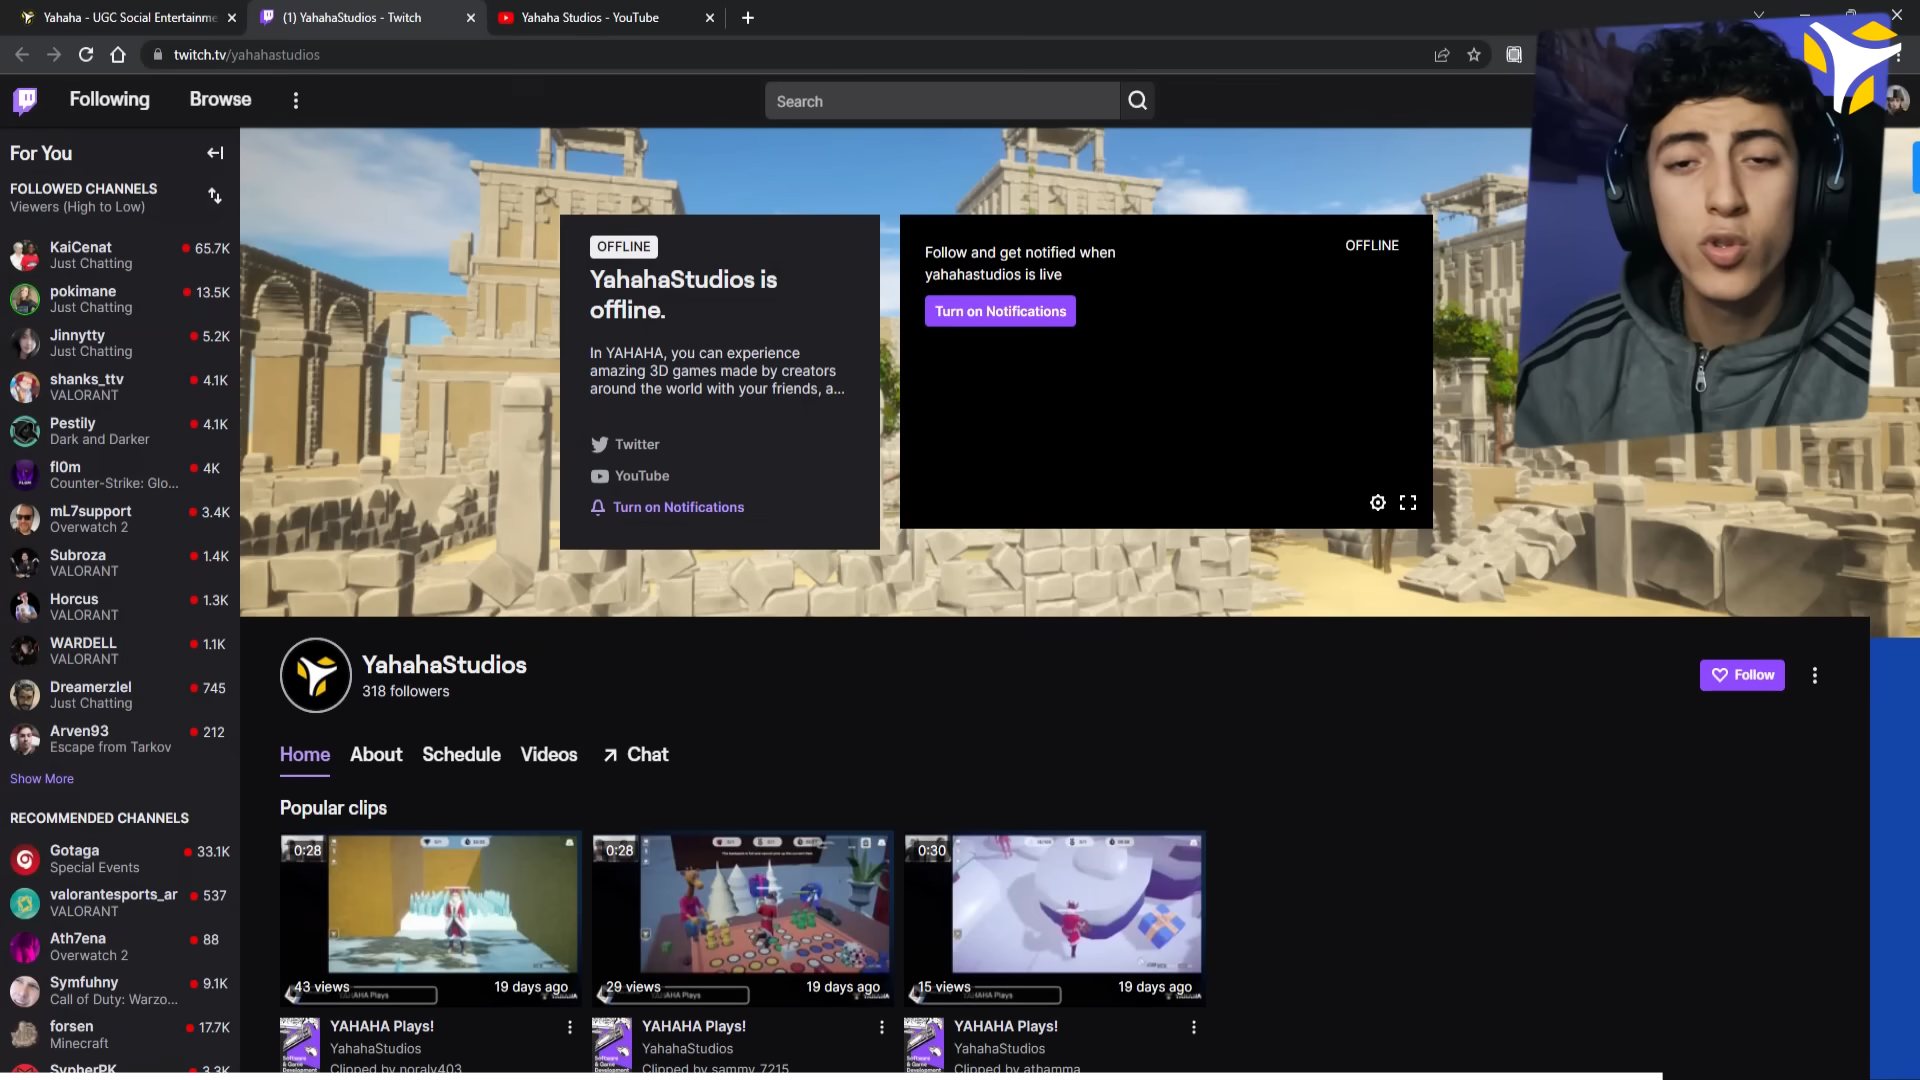 Yahaha - UGC Social Entertainme
(1) YahahaStudios - Twitch
Yahaha Studios - YouTube
twitch.tv/yahahastudios
Following
Browse
Search
For You
FOLLOWED CHANNELS
Viewers (High to Low)
KaiCenat
65.7K
Just Chatting
pokimane
13.5K
Just Chatting
Jinnytty
5.2K
Just Chatting
shanks_ttv
4.1K
VALORANT
Pestily
4.1K
Dark and Darker
fl0m
4K
Counter-Strike: Glo...
mL7support
3.4K
Overwatch 2
Subroza
1.4K
VALORANT
Horcus
1.3K
VALORANT
WARDELL
1.1K
VALORANT
Dreamerzlel
745
Just Chatting
Arven93
212
Escape from Tarkov
Show More
RECOMMENDED CHANNELS
Gotaga
33.1K
Special Events
valorantesports_ar
537
VALORANT
Ath7ena
88
Overwatch 2
Symfuhny
9.1K
Call of Duty: Warzo...
forsen
17.7K
Minecraft
SypherPK
3.3K
OFFLINE
YahahaStudios is
offline.
In YAHAHA, you can experience
amazing 3D games made by creators
around the world with your friends, a...
Twitter
YouTube
Turn on Notifications
Follow and get notified when
yahahastudios is live
OFFLINE
Turn on Notifications
YahahaStudios
318 followers
Follow
Home
About
Schedule
Videos
Chat
Popular clips
0:28
43 views
19 days ago
YAHAHA Plays!
YahahaStudios
Clipped by noraly403
0:28
29 views
19 days ago
YAHAHA Plays!
YahahaStudios
Clipped by sammy_7215
0:30
15 views
19 days ago
YAHAHA Plays!
YahahaStudios
Clipped by athamma